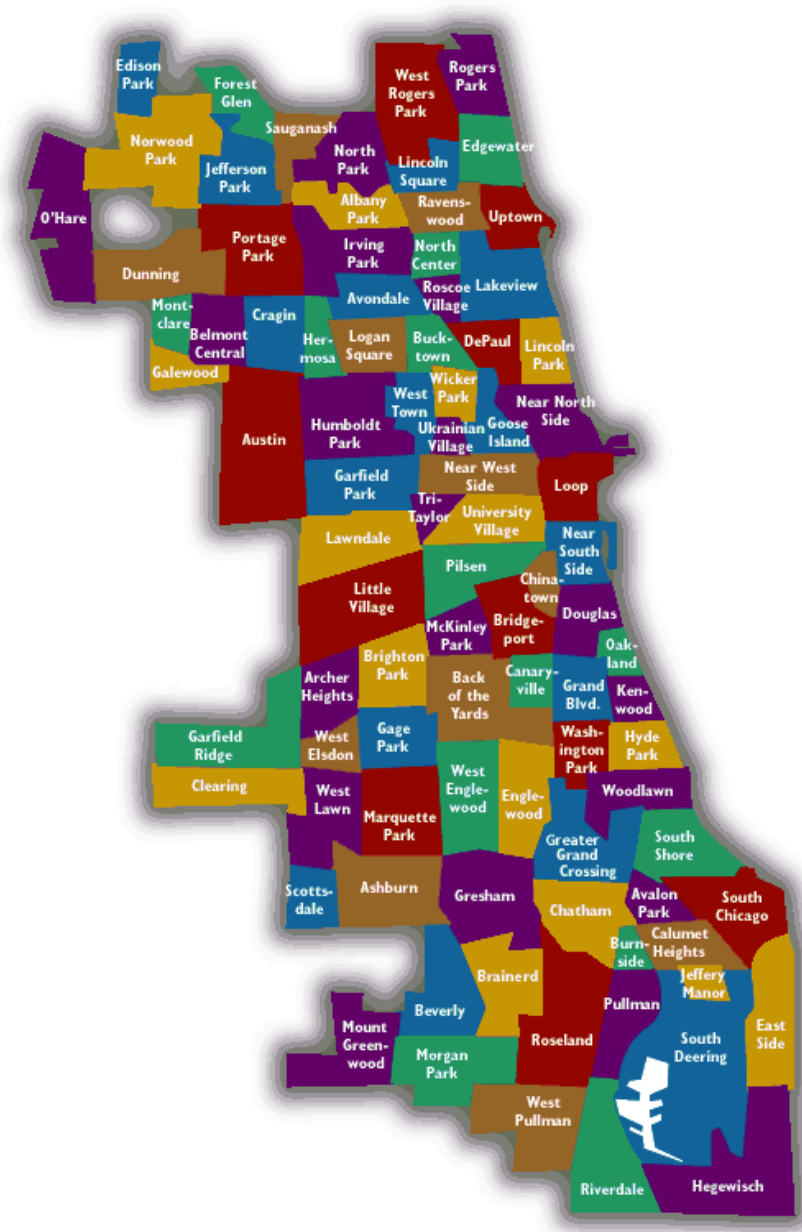 Edison
Park
Forest
Glen
West
Rogers
Park
Rogers
Park
Norwood
Park
Sauganash
North
Park
Edgewater
Jefferson
Park
Lincoln
Square
O'Hare
Albany
Park
Ravens-
wood
Uptown
Portage
Park
Irving
Park
North
Center
Dunning
Avondale
Roscoe
Village
Lakeview
Mont-
clare
Belmont
Central
Cragin
Her-
mosa
Logan
Square
Buck-
town
DePaul
Lincoln
Park
Galewood
West
Town
Wicker
Park
Near North
Side
Austin
Humboldt
Park
Ukrainian
Village
Goose
Island
Garfield
Park
Near West
Side
Loop
Tri-
Taylor
University
Village
Lawndale
Near
South
Side
Pilsen
China-
town
Little
Village
McKinley
Park
Bridge-
port
Douglas
Oak-
land
Archer
Heights
Brighton
Park
Back
of the
Yards
Canary-
ville
Grand
Blvd.
Ken-
wood
Garfield
Ridge
West
Elsdon
Gage
Park
Wash-
ington
Park
Hyde
Park
Clearing
West
Lawn
Marquette
Park
West
Engle-
wood
Engle-
wood
Woodlawn
Greater
Grand
Crossing
South
Shore
Scotts-
dale
Ashburn
Gresham
Chatham
Avalon
Park
South
Chicago
Burn-
side
Calumet
Heights
Brainerd
Jeffery
Manor
Beverly
Pullman
Mount
Green-
wood
Morgan
Park
Roseland
South
Deering
East
Side
West
Pullman
Riverdale
Hegewisch